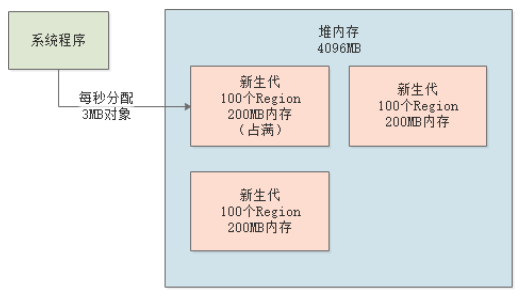 系统程序
每秒分配
3MB对象
堆内存
4096MB
新生代
100个Region
200MB内存
（占满）
新生代
100个Region
200MB内存
新生代
100个Region
200MB内存